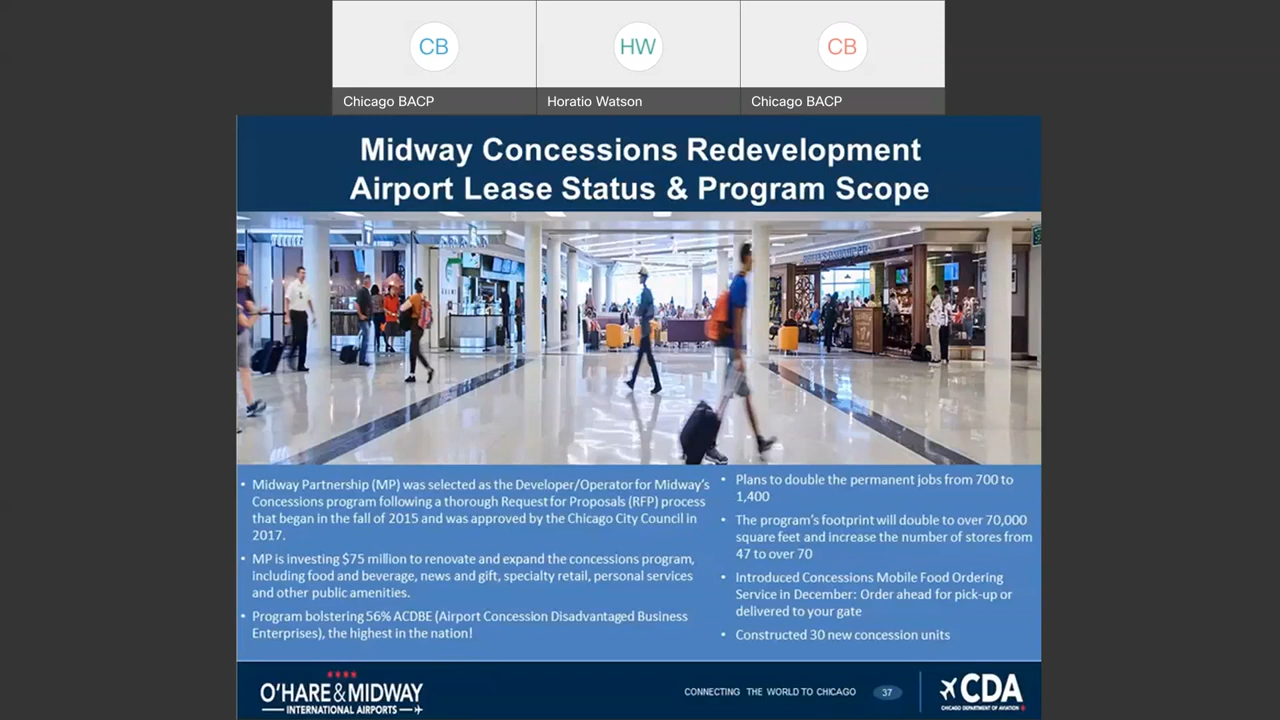 CB
HW
CB
Chicago BACP
Horatio Watson
Chicago BACP
Midway Concessions Redevelopment
Airport Lease Status & Program Scope
• Midway Partnership (MP) was selected as the Developer/Operator for Midway's
Concessions program following a thorough Request for Proposals (RFP) process
that began in the fall of 2015 and was approved by the Chicago City Council in
2017.
• MP is investing $75 million to renovate and expand the concessions program,
including food and beverage, news and gift, specialty retail, personal services
and other public amenities.
• Program bolstering 56% ACDBE (Airport Concession Disadvantaged Business
Enterprises), the highest in the nation!
• Plans to double the permanent jobs from 700 to
1,400
• The program's footprint will double to over 70,000
square feet and increase the number of stores from
47 to over 70
• Introduced Concessions Mobile Food Ordering
Service in December: Order ahead for pick-up or
delivered to your gate
• Constructed 30 new concession units
O'HARE & MIDWAY
INTERNATIONAL AIRPORTS
CONNECTING THE WORLD TO CHICAGO
37
CDA
CHICAGO DEPARTMENT OF AVIATION